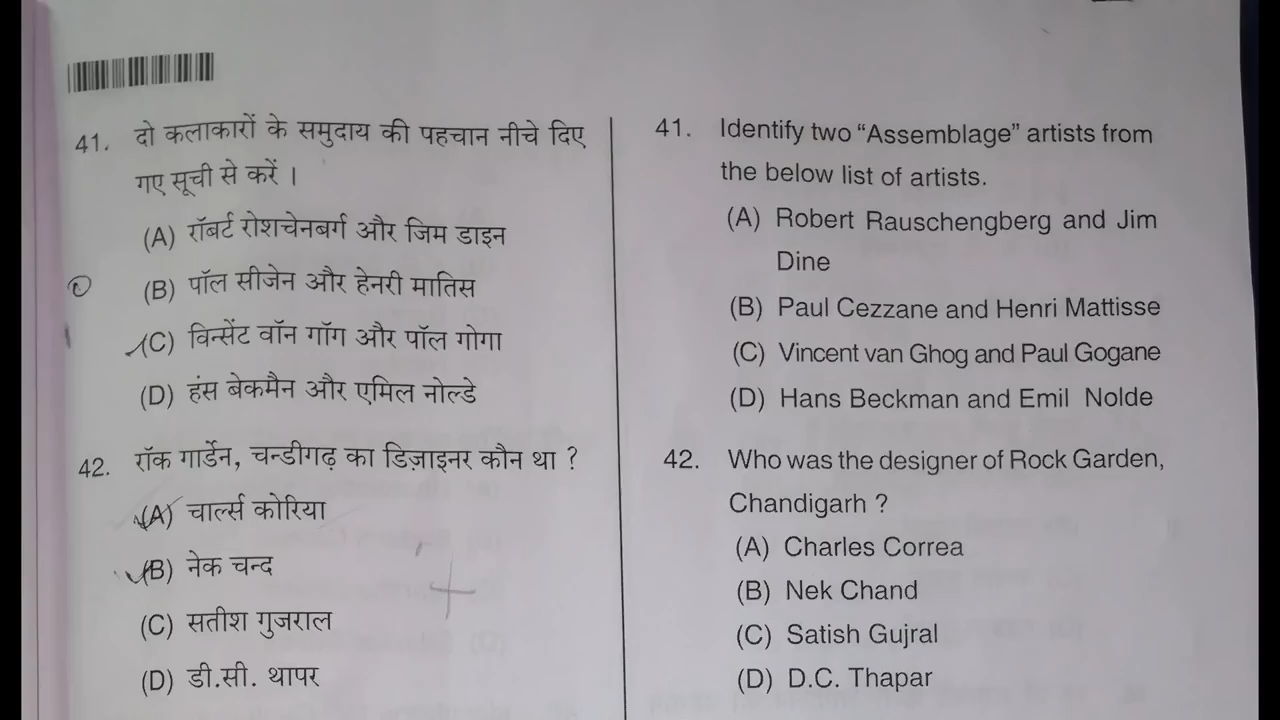 41. दो कलाकारों के समुदाय की पहचान नीचे दिए
गए सूची से करें ।
(A) रॉबर्ट रोशचेनबर्ग और जिम डाइन
(B) पॉल सीजेन और हेनरी मातिस
(C) विन्सेंट वॉन गॉग और पॉल गोगा
(D) हंस बेकमैन और एमिल नोल्डे
42. रॉक गार्डेन, चन्डीगढ़ का डिज़ाइनर कौन था ?
(A) चार्ल्स कोरिया
(B) नेक चन्द
(C) सतीश गुजराल
(D) डी.सी. थापर
41. Identify two “Assemblage” artists from
the below list of artists.
(A) Robert Rauschengberg and Jim
Dine
(B) Paul Cezzane and Henri Mattisse
(C) Vincent van Ghog and Paul Gogane
(D) Hans Beckman and Emil Nolde
42. Who was the designer of Rock Garden,
Chandigarh ?
(A) Charles Correa
(B) Nek Chand
(C) Satish Gujral
(D) D.C. Thapar